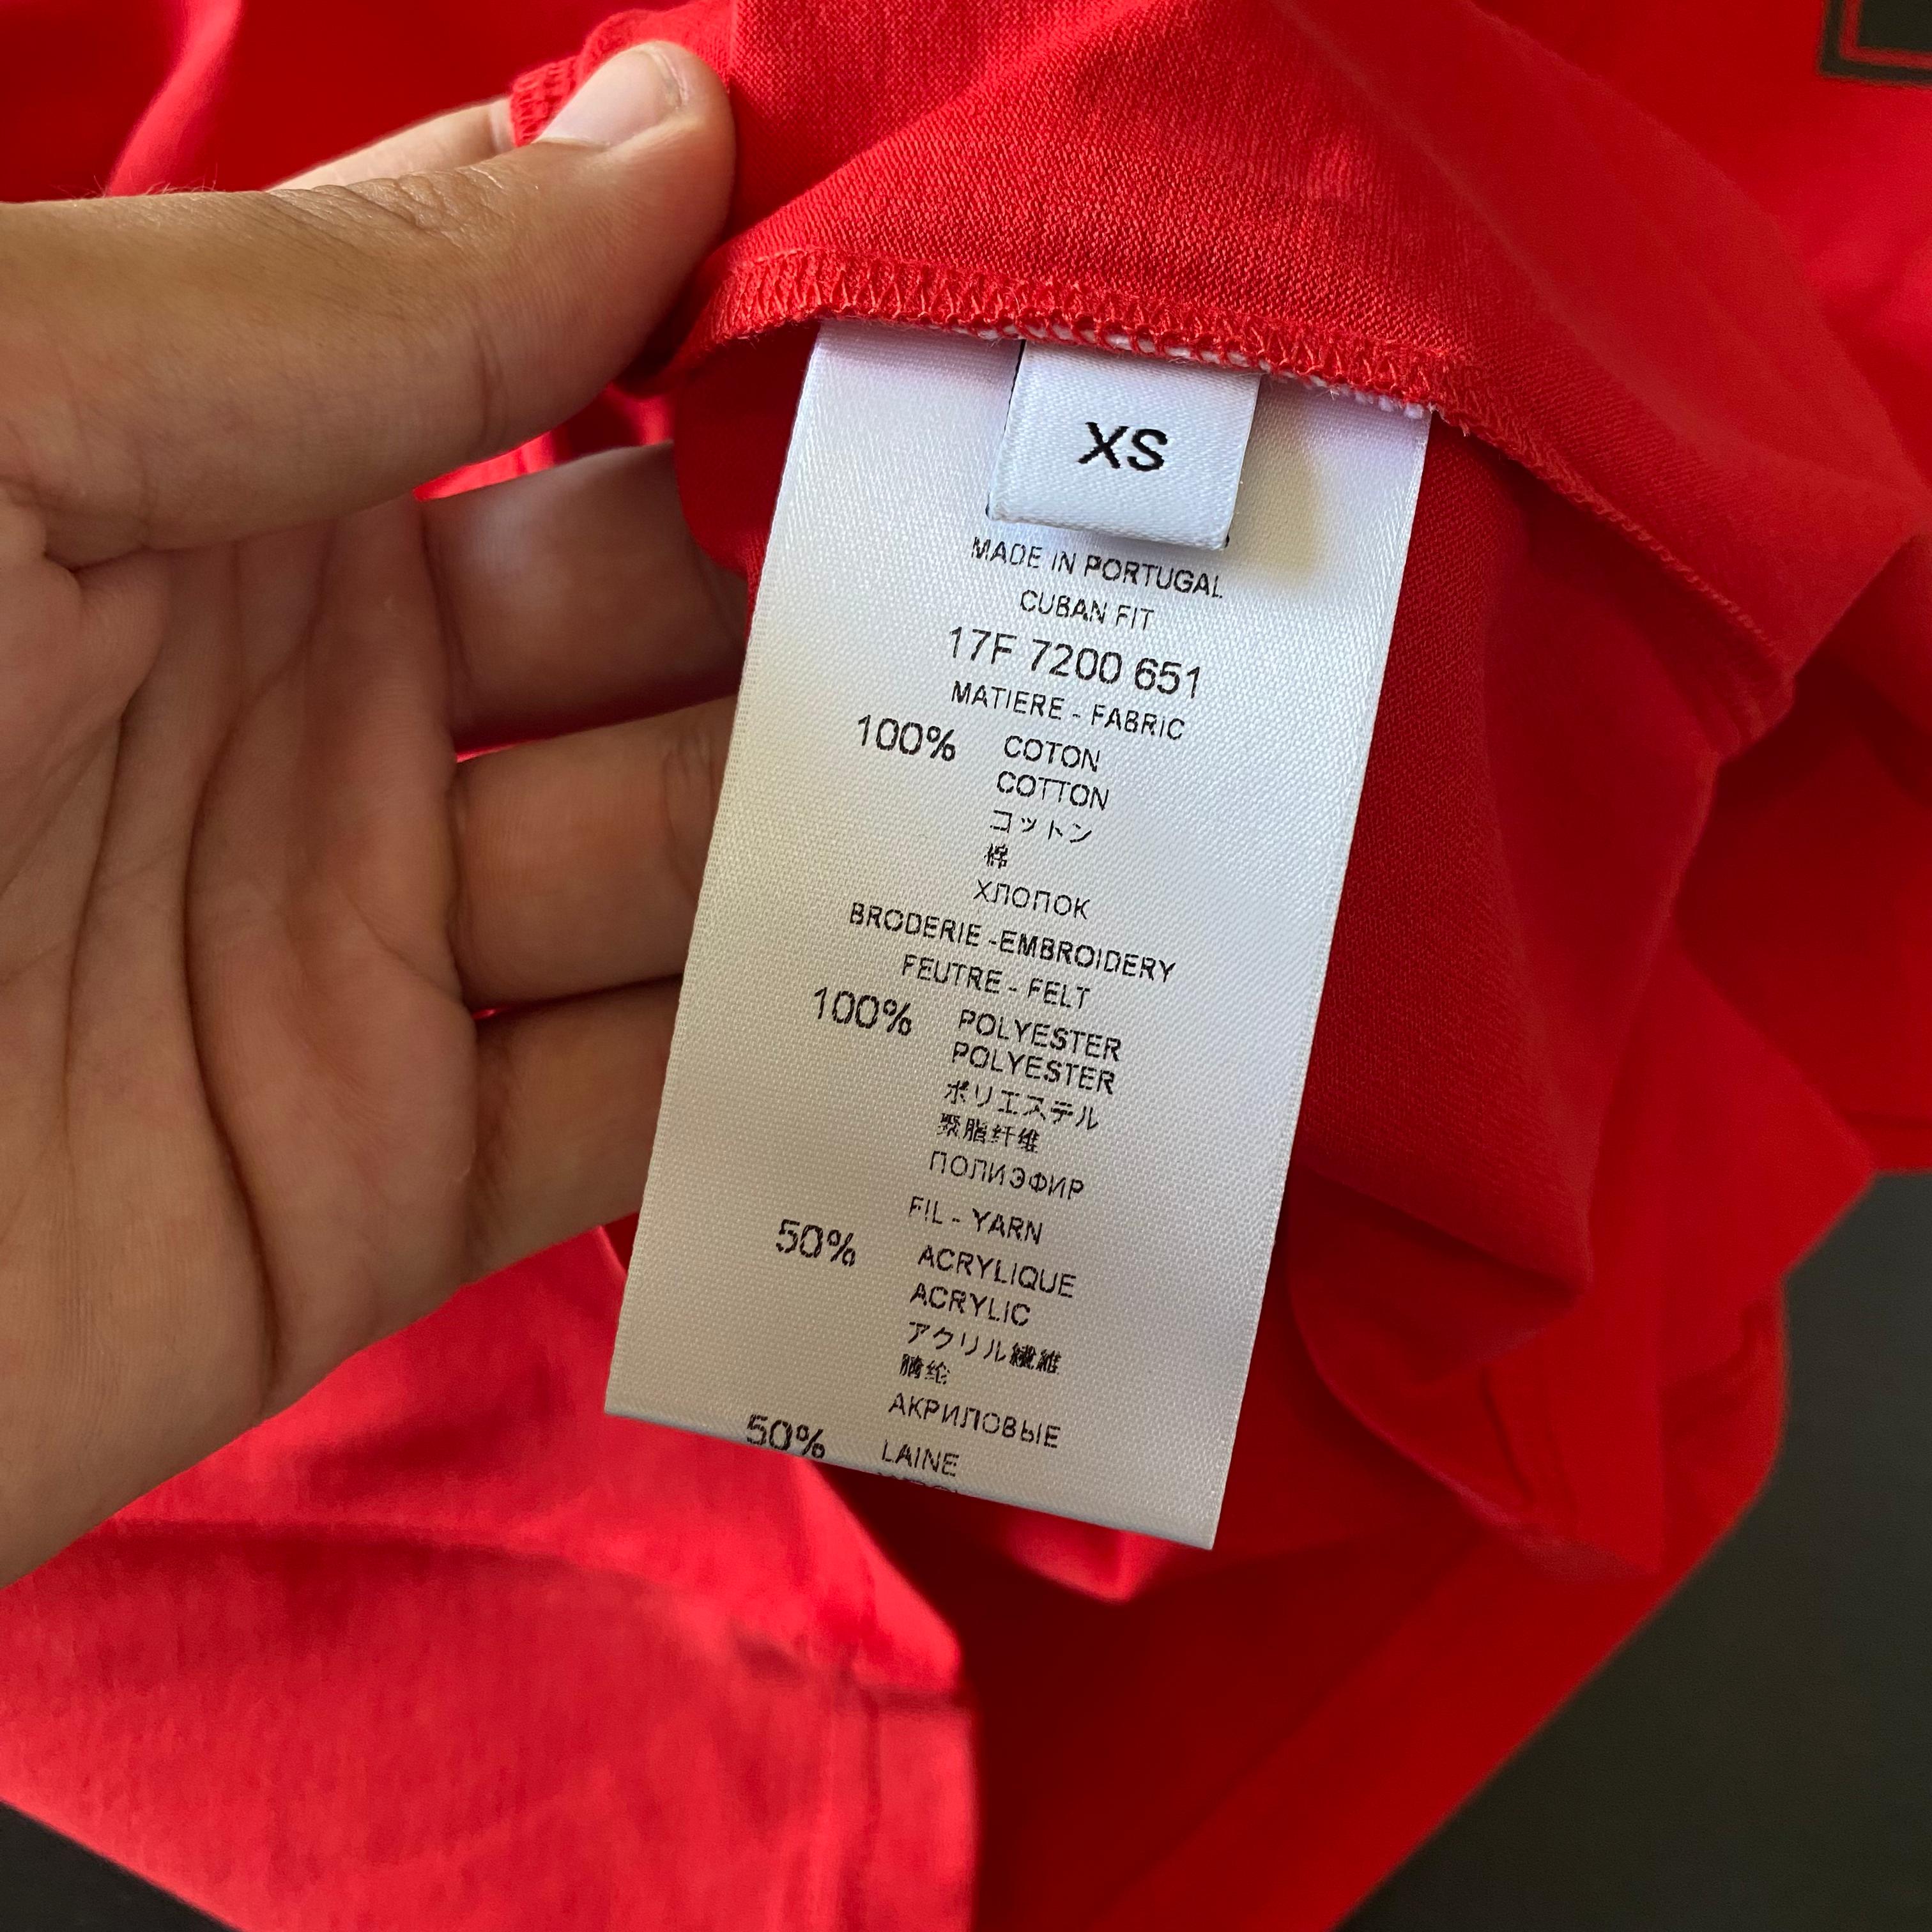 XS
MADE IN PORTUGAL
CUBAN FIT
17F 7200 651
MATIERE - FABRIC
100% COTON
COTTON
コットン
棉
ХЛОПОК
BRODERIE -EMBROIDERY
FEUTRE - FELT
100% POLYESTER
POLYESTER
ポリエステル
聚脂纤维
ПОЛИЭФИР
FIL - YARN
50% ACRYLIQUE
ACRYLIC
アクリル繊維
腈纶
АКРИЛОВЫЕ
50% LAINE